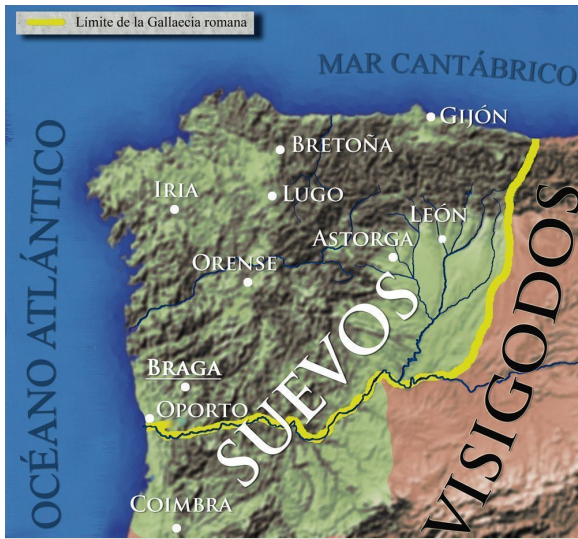 Límite de la Gallaecia romana
MAR CANTÁBRICO
GIJÓN
BRETOÑA
IRIA
LUGO
LEÓN
ASTORGA
ORENSE
OCÉANO ATLÁNTICO
SUEVOS
VISIGODOS
BRAGA
OPORTO
COIMBRA